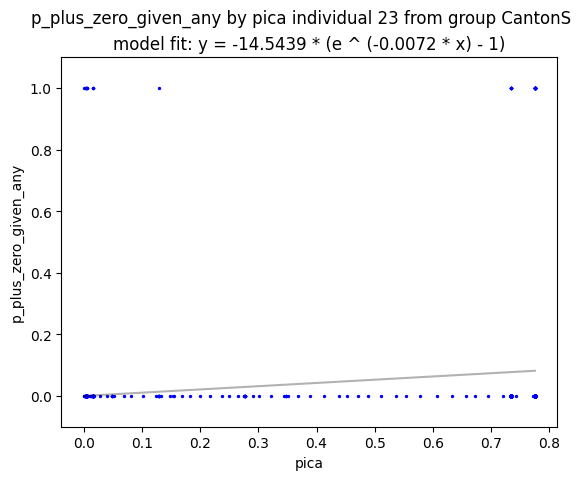 p_plus_zero_given_any by pica individual 23 from group CantonS
model fit: y = -14.5439 * (e ^ (-0.0072 * x) - 1)
1.0
0.8
0.6
0.4
0.2
0.0
p_plus_zero_given_any
0.0 0.1 0.2 0.3 0.4 0.5 0.6 0.7 0.8
pica